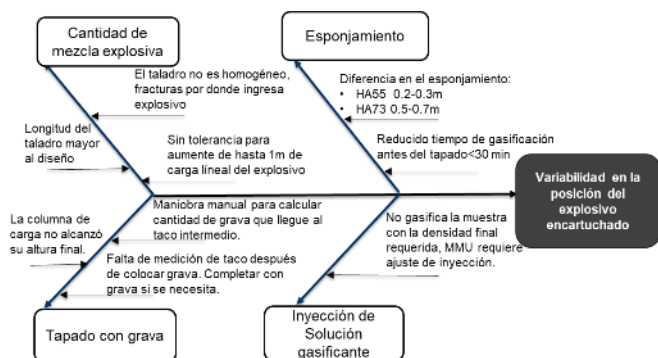 Cantidad de
mezcla explosiva
Esponjamiento
El taladro no es homogéneo,
fracturas por donde ingresa
explosivo
Longitud del
taladro mayor
al diseño
Sin tolerancia para
aumente de hasta 1m de
carga líneal del explosivo
Diferencia en el esponjamiento:
• HA55 0.2-0.3m
• HA73 0.5-0.7m
Reducido tiempo de gasificación
antes del tapado<30 min
Variabilidad en la
posición del
explosivo
encartuchado
La columna de
carga no alcanzó
su altura final.
Maniobra manual para calcular
cantidad de grava que llegue al
taco intermedio.
Falta de medición de taco después
de colocar grava. Completar con
grava si se necesita.
No gasifica la muestra
con la densidad final
requerida, MMU requiere
ajuste de inyección.
Tapado con grava
Inyección de
Solución
gasificante